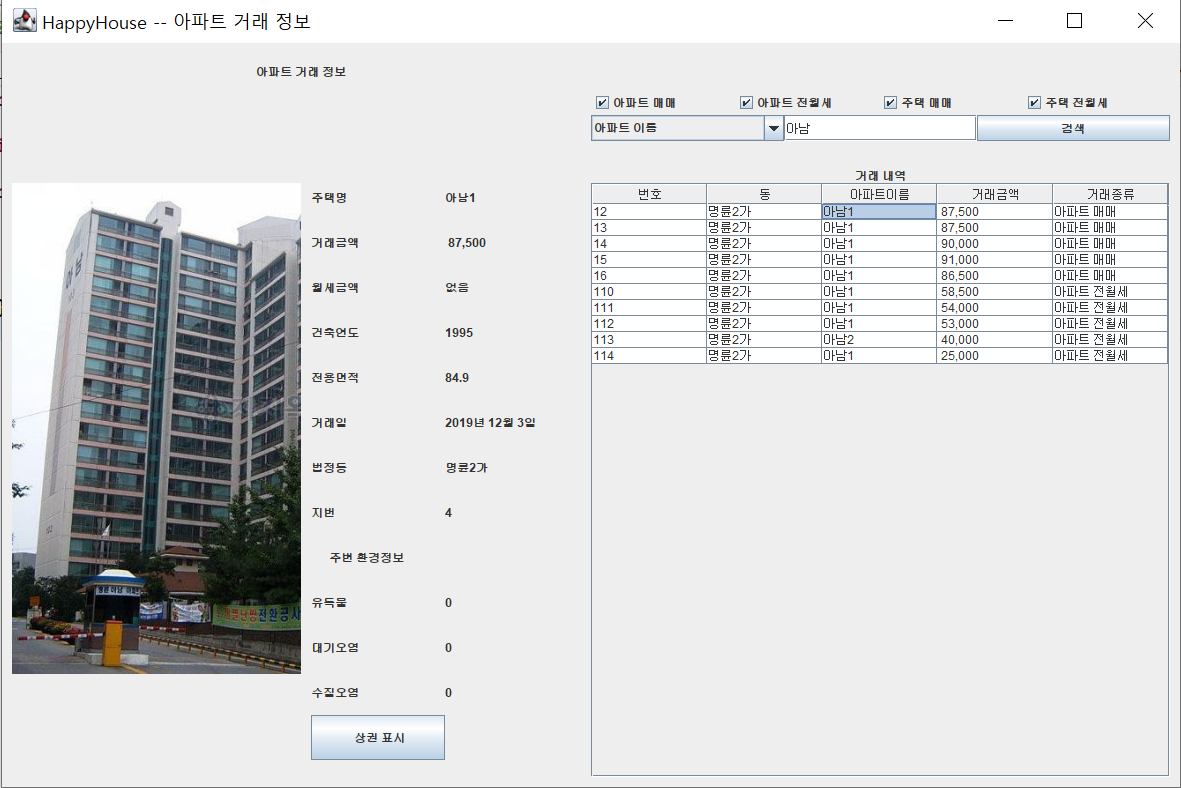 HappyHouse -- 아파트 거래 정보
아파트 거래 정보
아파트 매매
아파트 전월세
주택 매매
주택 전월세
아파트 이름
아남
검색
주택명 아남1
거래금액 87,500
월세금액 없음
건축연도 1995
전용면적 84.9
거래일 2019년 12월 3일
법정동 명륜2가
지번 4
주변 환경정보
유독물 0
대기오염 0
수질오염 0
상권 표시
거래 내역
번호 동 아파트이름 거래금액 거래종류
12 명륜2가 아남1 87,500 아파트 매매
13 명륜2가 아남1 87,500 아파트 매매
14 명륜2가 아남1 90,000 아파트 매매
15 명륜2가 아남1 91,000 아파트 매매
16 명륜2가 아남1 86,500 아파트 매매
110 명륜2가 아남1 58,500 아파트 전월세
111 명륜2가 아남1 54,000 아파트 전월세
112 명륜2가 아남1 53,000 아파트 전월세
113 명륜2가 아남2 40,000 아파트 전월세
114 명륜2가 아남1 25,000 아파트 전월세
아남